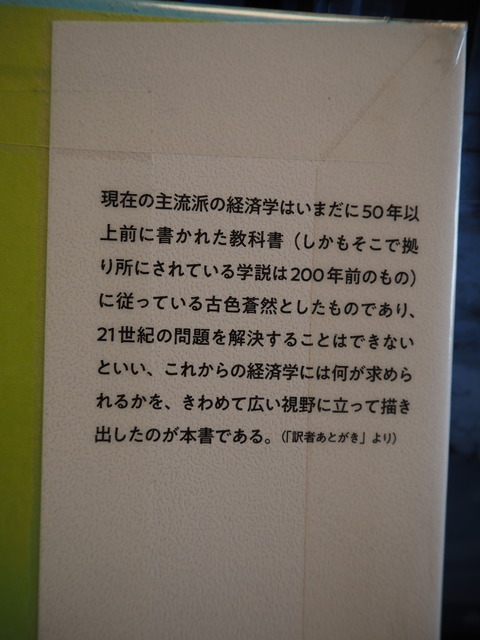 現在の主流派の経済学はいまだに50年以
上前に書かれた教科書（しかもそこで拠
り所にされている学説は200年前のもの）
に従っている古色蒼然としたものであり、
21世紀の問題を解決することはできない
といい、これからの経済学には何が求めら
れるかを、きわめて広い視野に立って描き
出したのが本書である。（「訳者あとがき」より）